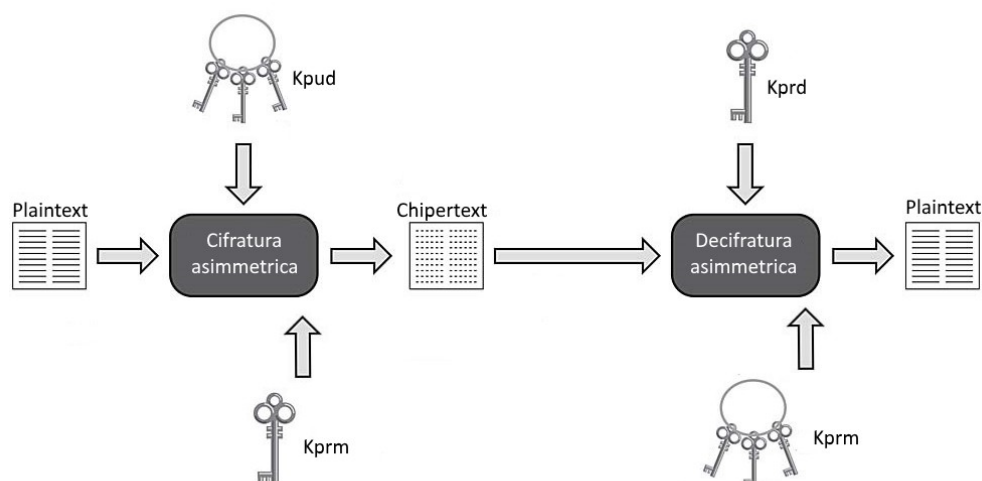 Kpud
Kprd
Plaintext
Cifratura
asimmetrica
Chipertext
Decifratura
asimmetrica
Plaintext
Kprm
Kprm